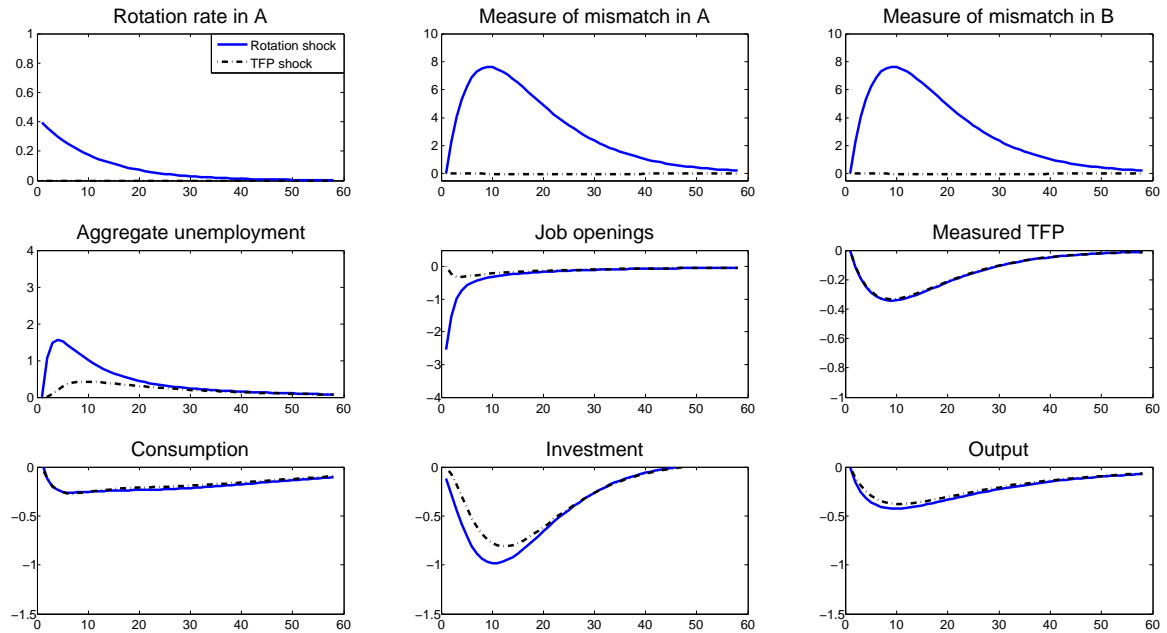 Rotation rate in A
Measure of mismatch in A
Measure of mismatch in B
1
0.8
0.6
0.4
0.2
0
Rotation shock
TFP shock
0 10 20 30 40 50 60
10
8
6
4
2
0
0 10 20 30 40 50 60
10
8
6
4
2
0
0 10 20 30 40 50 60
Aggregate unemployment
Job openings
Measured TFP
4
3
2
1
0
0 10 20 30 40 50 60
0
−1
−2
−3
−4
0 10 20 30 40 50 60
0
−0.2
−0.4
−0.6
−0.8
−1
0 10 20 30 40 50 60
Consumption
Investment
Output
0
−0.5
−1
−1.5
0 10 20 30 40 50 60
0
−0.5
−1
−1.5
0 10 20 30 40 50 60
0
−0.5
−1
−1.5
0 10 20 30 40 50 60